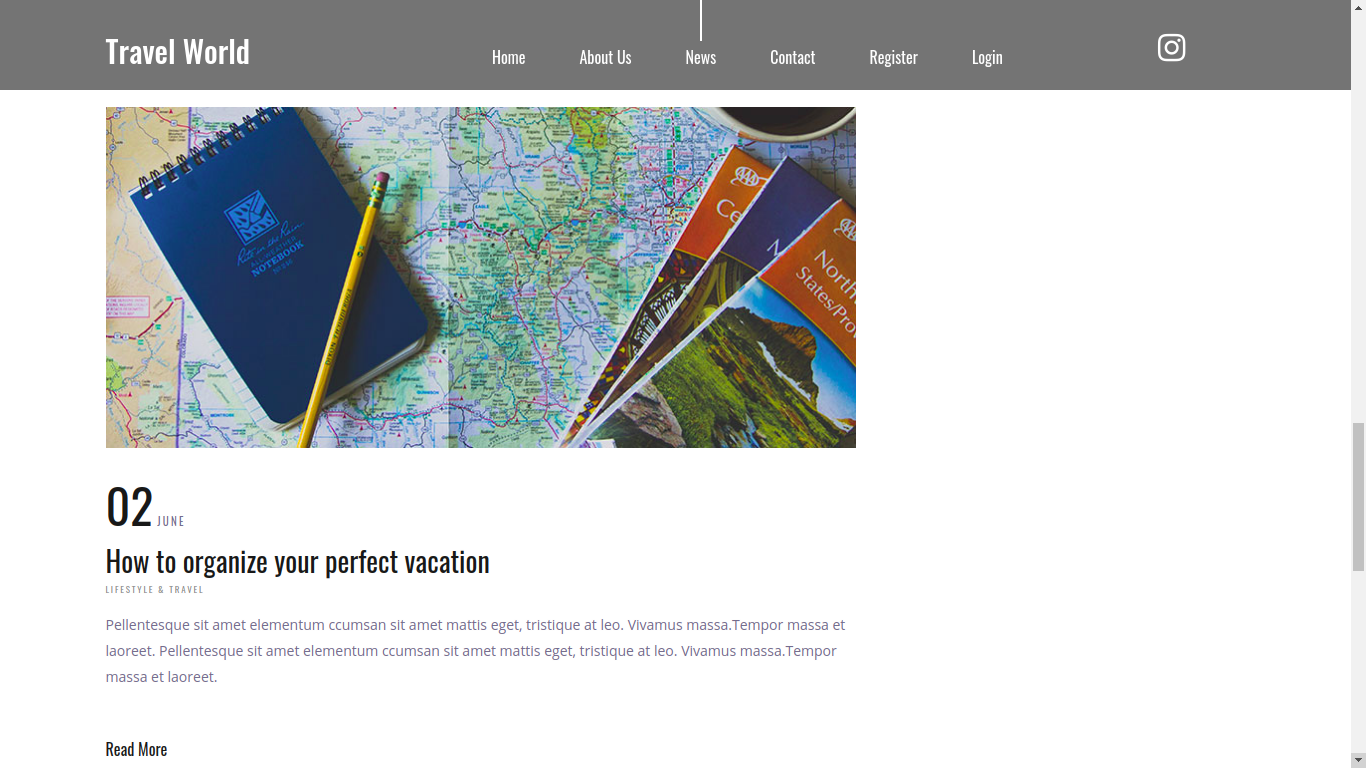 Travel World
Home
About Us
News
Contact
Register
Login
Rite in the Rain
ALL-WEATHER
NOTEBOOK
Ce
N
North
States/Pro
02 JUNE
How to organize your perfect vacation
LIFESTYLE & TRAVEL
Pellentesque sit amet elementum ccumsan sit amet mattis eget, tristique at leo. Vivamus massa.Tempor massa et
laoreet. Pellentesque sit amet elementum ccumsan sit amet mattis eget, tristique at leo. Vivamus massa.Tempor
massa et laoreet.
Read More